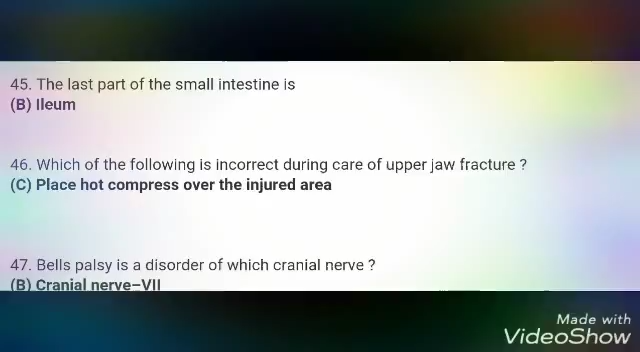 45. The last part of the small intestine is
(B) Ileum
46. Which of the following is incorrect during care of upper jaw fracture ?
(C) Place hot compress over the injured area
47. Bells palsy is a disorder of which cranial nerve ?
(B) Cranial nerve–VII
Made with
VideoShow